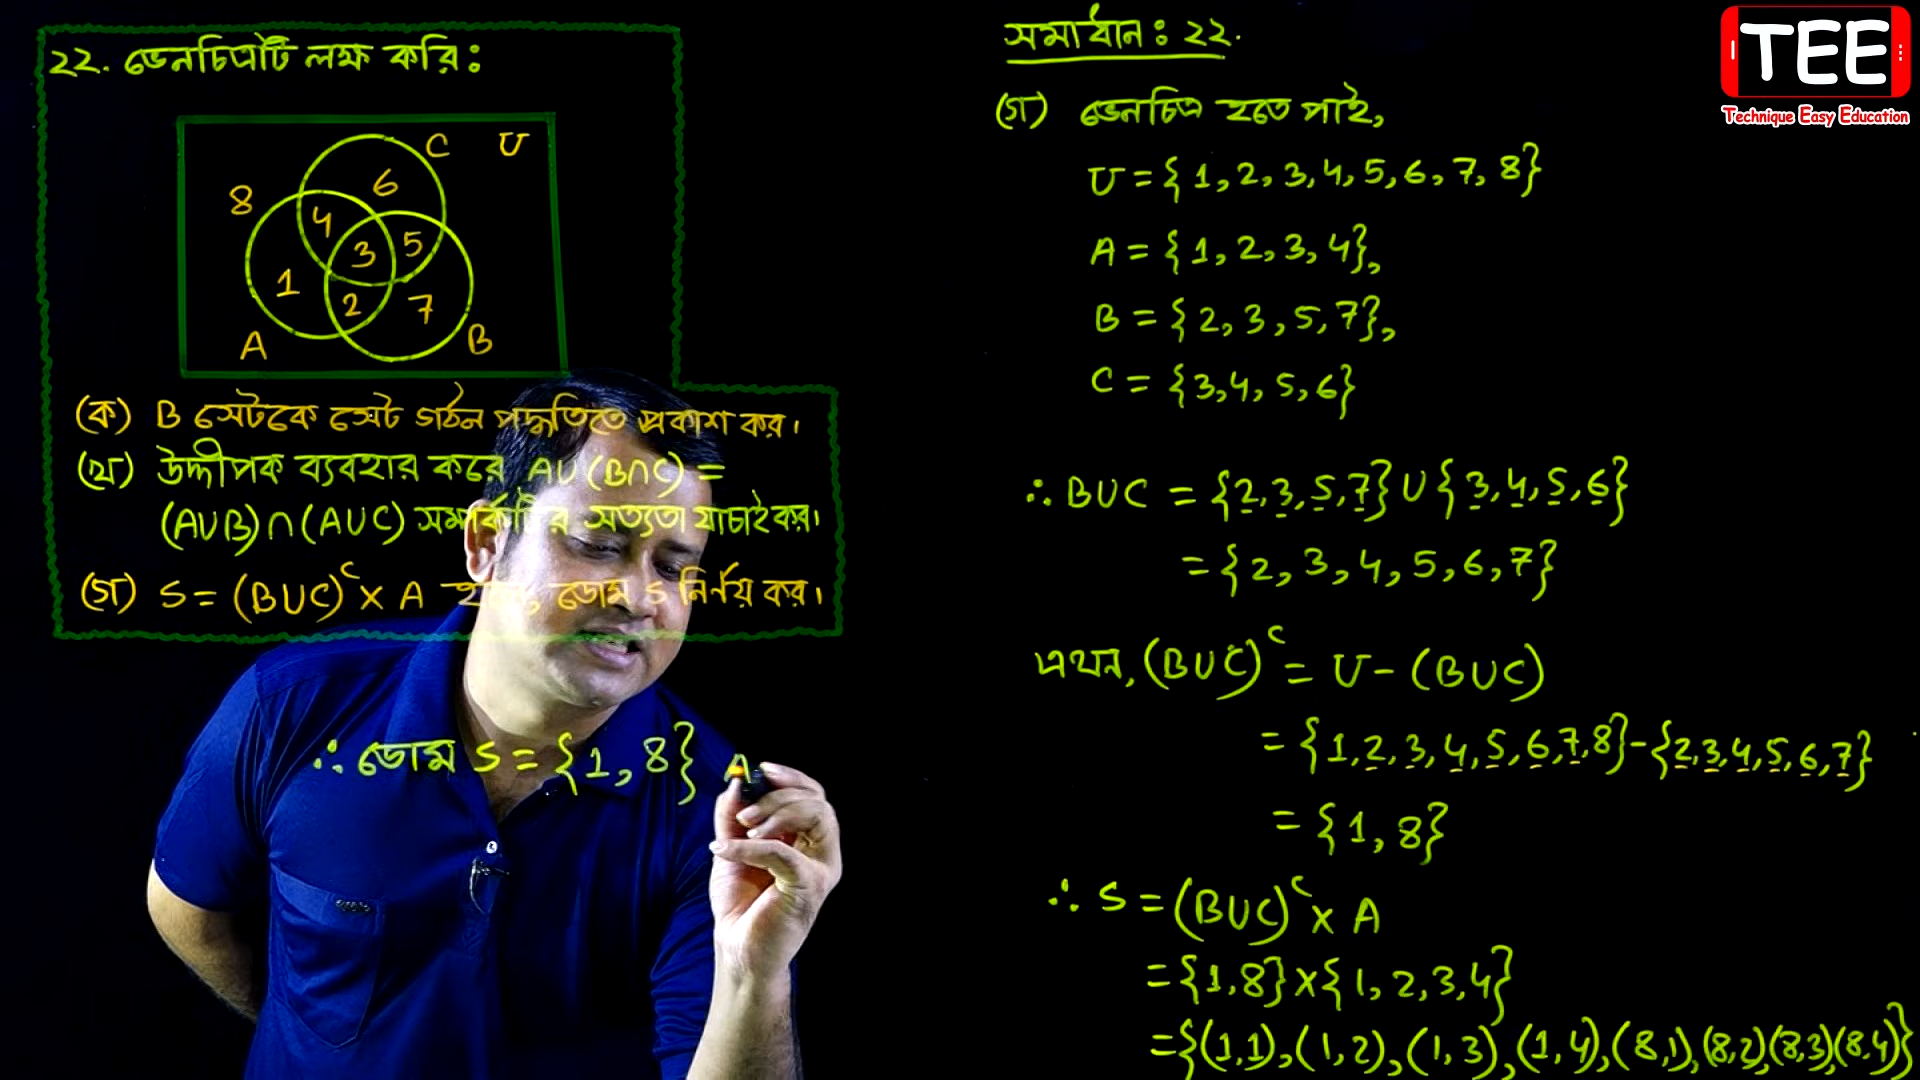 ২২. ভেনচিত্রটি লক্ষ করি:
C U
6
8
4
3 5
1
2 7
A B
(ক) B সেটকে সেট গঠন পদ্ধতিতে প্রকাশ কর।
(খ) উদ্দীপক ব্যবহার করে A∪(B∩C) =
(A∪B)∩(A∪C) সম্পর্কটির সত্যতা যাচাই কর।
(গ) S = (B∪C)ᶜ × A ডোম S নির্ণয় কর।
∴ ডোম S = {1, 8} A
সমাধান: ২২.
(গ) ভেনচিত্র হতে পাই,
U = {1, 2, 3, 4, 5, 6, 7, 8}
A = {1, 2, 3, 4},
B = {2, 3, 5, 7},
C = {3, 4, 5, 6}
∴ B∪C = {2, 3, 5, 7} ∪ {3, 4, 5, 6}
= {2, 3, 4, 5, 6, 7}
এখন, (B∪C)ᶜ = U - (B∪C)
= {1, 2, 3, 4, 5, 6, 7, 8} - {2, 3, 4, 5, 6, 7}
= {1, 8}
∴ S = (B∪C)ᶜ × A
= {1, 8} × {1, 2, 3, 4}
= {(1,1), (1,2), (1,3), (1,4), (8,1), (8,2)(8,3)(8,4)}
TEE
Technique Easy Education